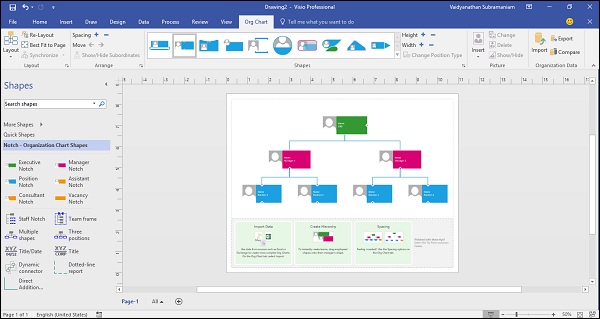 Drawing2 - Visio Professional
Vaidyanathan Subramaniam
File Home Insert Draw Design Data Process Review View Org Chart Tell me what you want to do
Layout
Re-Layout
Best Fit to Page
Spacing
Show/Hide Subordinates
Height
Width
Change Position Type
Insert
Change
Delete
Show/Hide
Import
Export
Compare
Layout Arrange Shapes Picture Organization Data
Shapes
Search shapes
More Shapes
Quick Shapes
Notch - Organization Chart Shapes
Executive Notch
Manager Notch
Position Notch
Assistant Notch
Consultant Notch
Vacancy Notch
Staff Notch
Team frame
Multiple shapes
Three positions
Title/Date
Title
Dynamic connector
Dotted-line report
Direct Addition...
Import Data
Create Hierarchy
Spacing
Page-1 All
Page 1 of 1 English (United States)
50%